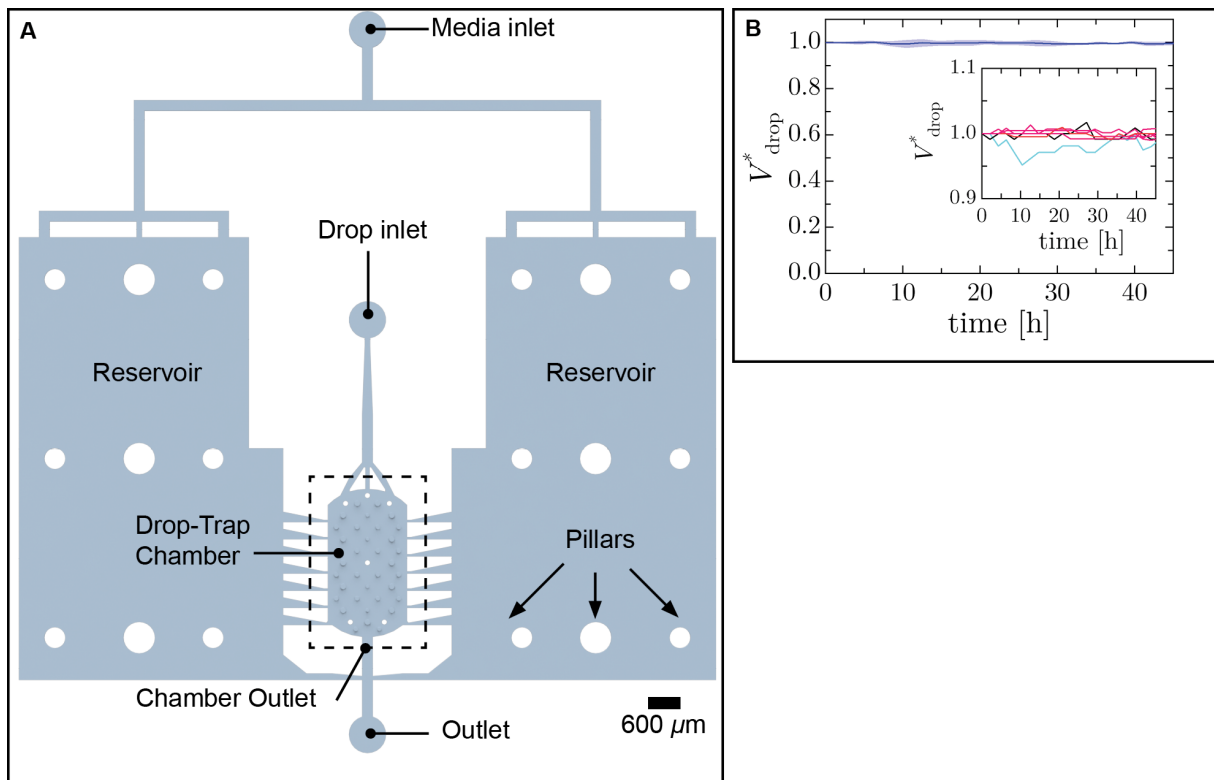 A
Media inlet
Drop inlet
Reservoir
Reservoir
Drop-Trap
Chamber
Pillars
Chamber Outlet
600 µm
Outlet
B
V*drop
1.0
0.8
0.6
0.4
0.2
0.0
0 10 20 30 40
time [h]
V*drop
1.1
1.0
0.9
0 10 20 30 40
time [h]